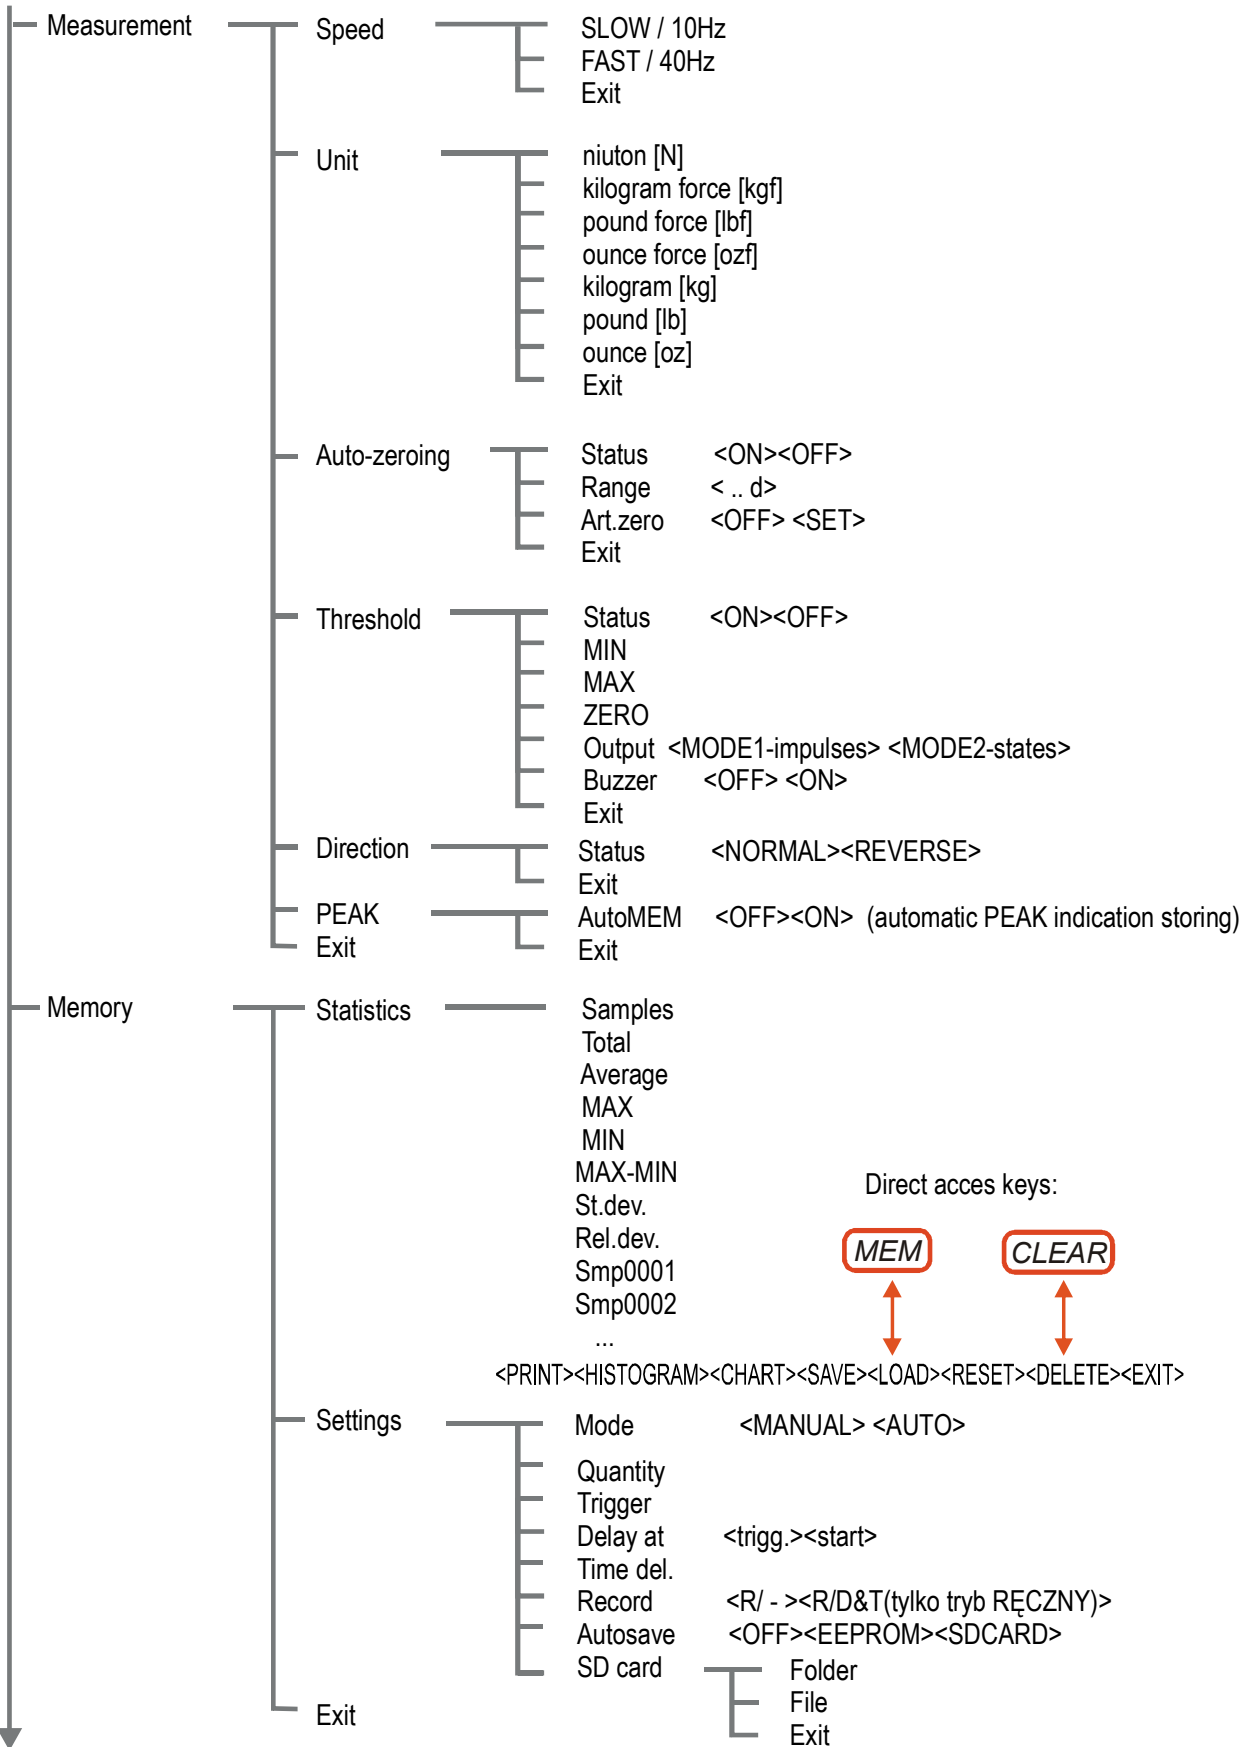 Measurement Speed SLOW / 10Hz
FAST / 40Hz
Exit
Unit niuton [N]
kilogram force [kgf]
pound force [lbf]
ounce force [ozf]
kilogram [kg]
pound [lb]
ounce [oz]
Exit
Auto-zeroing Status <ON><OFF>
Range < .. d>
Art.zero <OFF> <SET>
Exit
Threshold Status <ON><OFF>
MIN
MAX
ZERO
Output <MODE1-impulses> <MODE2-states>
Buzzer <OFF> <ON>
Exit
Direction Status <NORMAL><REVERSE>
Exit
PEAK AutoMEM <OFF><ON> (automatic PEAK indication storing)
Exit Exit
Memory Statistics Samples
Total
Average
MAX
MIN
MAX-MIN
Direct acces keys:
St.dev.
Rel.dev.
MEM CLEAR
Smp0001
Smp0002
...
<PRINT><HISTOGRAM><CHART><SAVE><LOAD><RESET><DELETE><EXIT>
Settings Mode <MANUAL> <AUTO>
Quantity
Trigger
Delay at <trigg.><start>
Time del.
Record <R/ - ><R/D&T(tylko tryb RĘCZNY)>
Autosave <OFF><EEPROM><SDCARD>
SD card Folder
File
Exit Exit